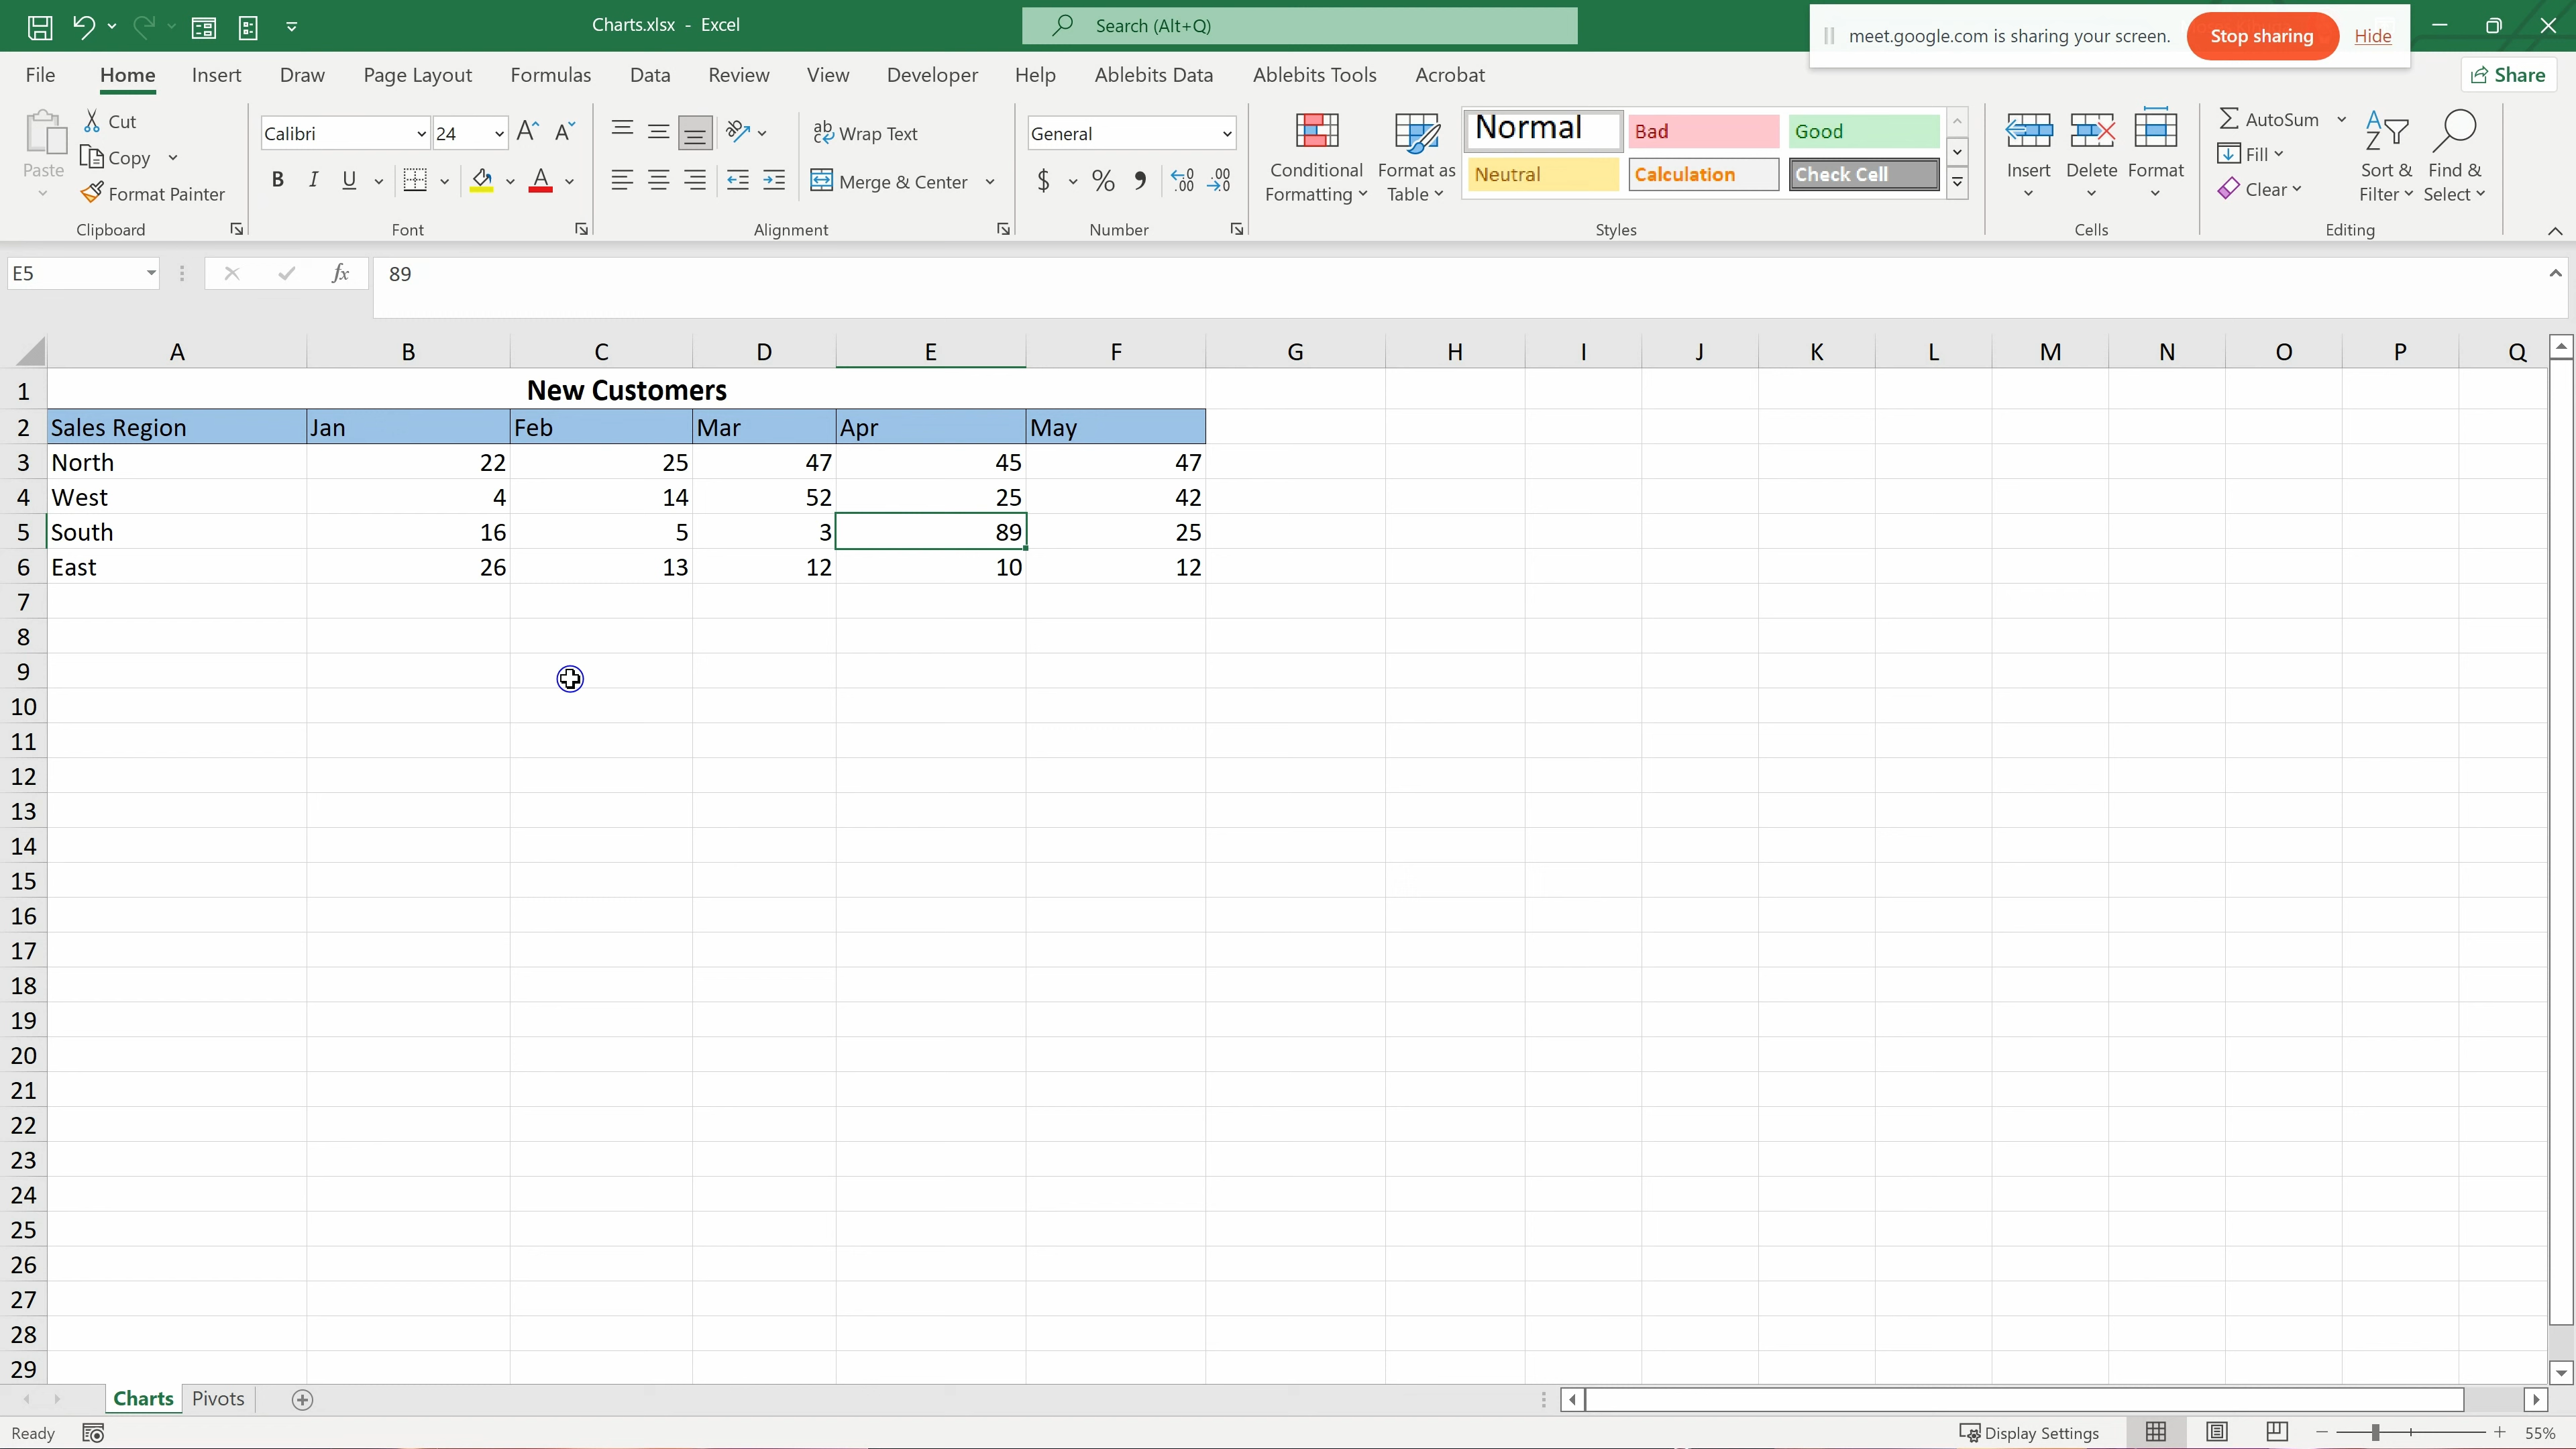 Charts.xlsx - Excel
Search (Alt+Q)
meet.google.com is sharing your screen.
Stop sharing
Hide
File Home Insert Draw Page Layout Formulas Data Review View Developer Help Ablebits Data Ablebits Tools Acrobat
Share
Paste
Cut
Copy
Format Painter
Clipboard
Calibri
24
B I U
A
Font
Wrap Text
Merge & Center
Alignment
General
$ %
Number
Conditional Formatting
Format as Table
Normal Bad Good
Neutral Calculation Check Cell
Styles
Insert Delete Format
Cells
AutoSum
Fill
Clear
Sort & Filter
Find & Select
Editing
E5
fx
89
A B C D E F G H I J K L M N O P Q
1 New Customers
2 Sales Region Jan Feb Mar Apr May
3 North 22 25 47 45 47
4 West 4 14 52 25 42
5 South 16 5 3 89 25
6 East 26 13 12 10 12
7
8
9
10
11
12
13
14
15
16
17
18
19
20
21
22
23
24
25
26
27
28
29
Charts Pivots
Ready
Display Settings
55%